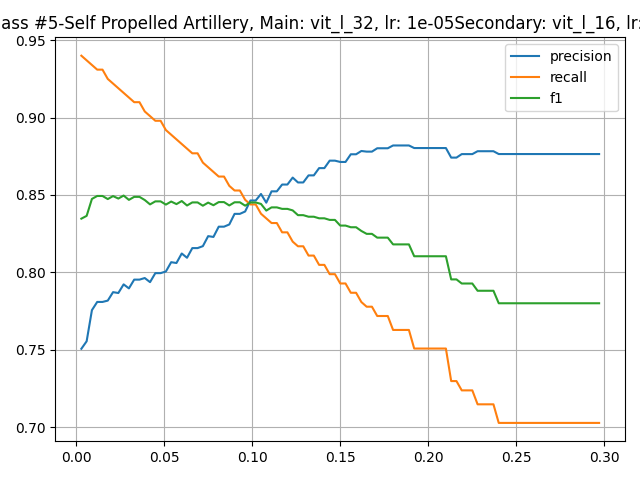 ass #5-Self Propelled Artillery, Main: vit_l_32, lr: 1e-05Secondary: vit_l_16, lr:
0.95
0.90
0.85
0.80
0.75
0.70
precision
recall
f1
0.00 0.05 0.10 0.15 0.20 0.25 0.30